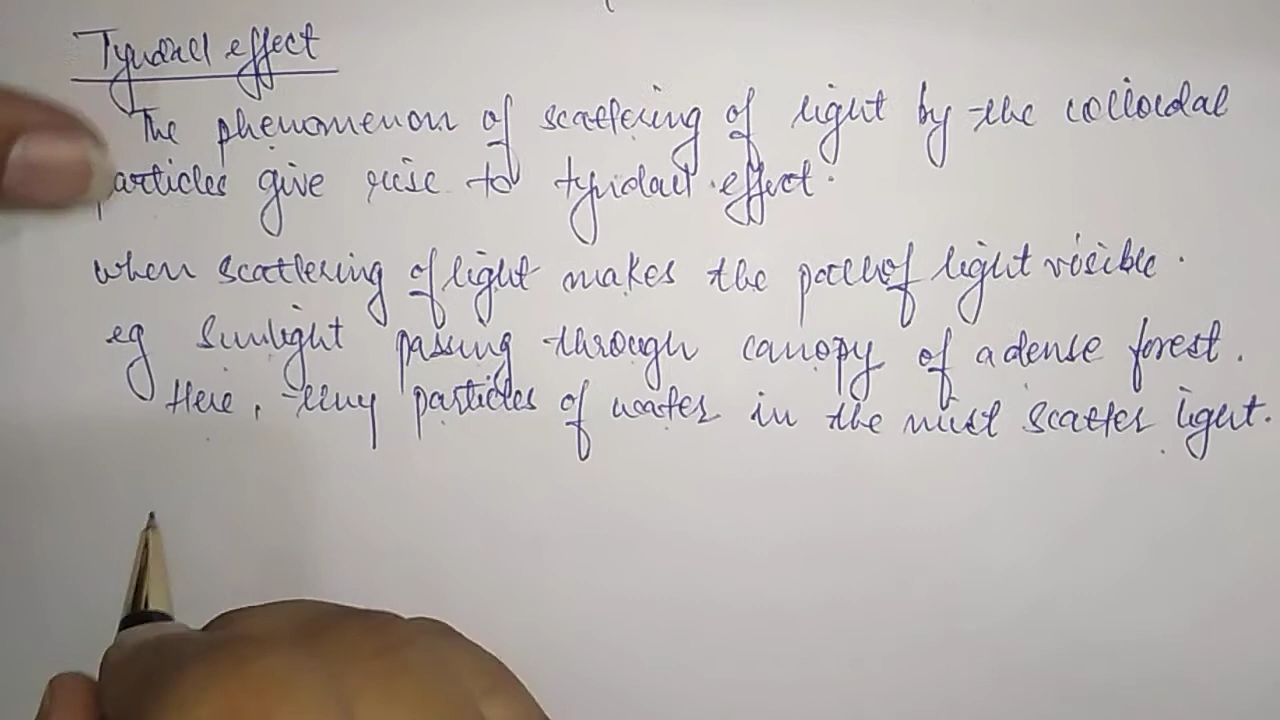 Tyndall effect
The phenomenon of scattering of light by the colloidal
particles give rise to tyndall effect.
when scattering of light makes the path of light visible.
eg Sunlight passing through canopy of a dense forest.
Here, tiny particles of water in the mist scatter light.